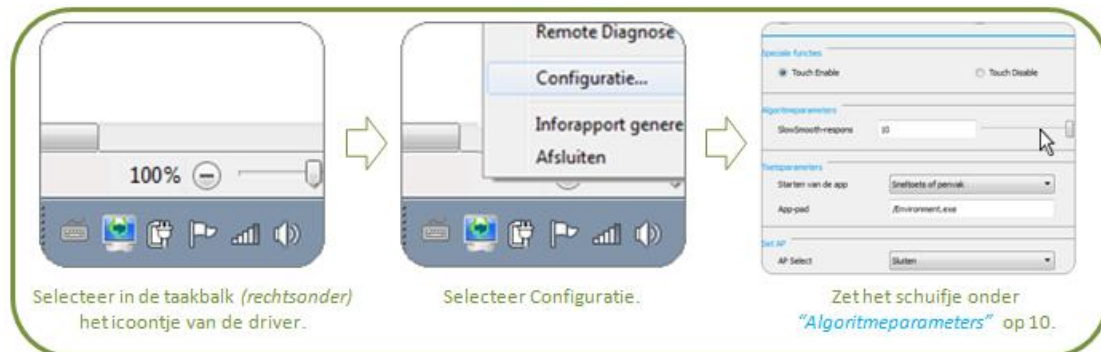 100%
Selecteer in de taakbalk (rechtsonder)
het icoontje van de driver.
Remote Diagnose
Configuratie...
Inforapport genere
Afsluiten
Selecteer Configuratie.
Speciale functies
Touch Enable
Touch Disable
Algoritmeparameters
SlowSmooth-respons 10
Toetsparameters
Starten van de app Sneltoets of penvak
App-pad /Environment.exe
Set AP
AP Select Sluiten
Zet het schuifje onder
"Algoritmeparameters" op 10.